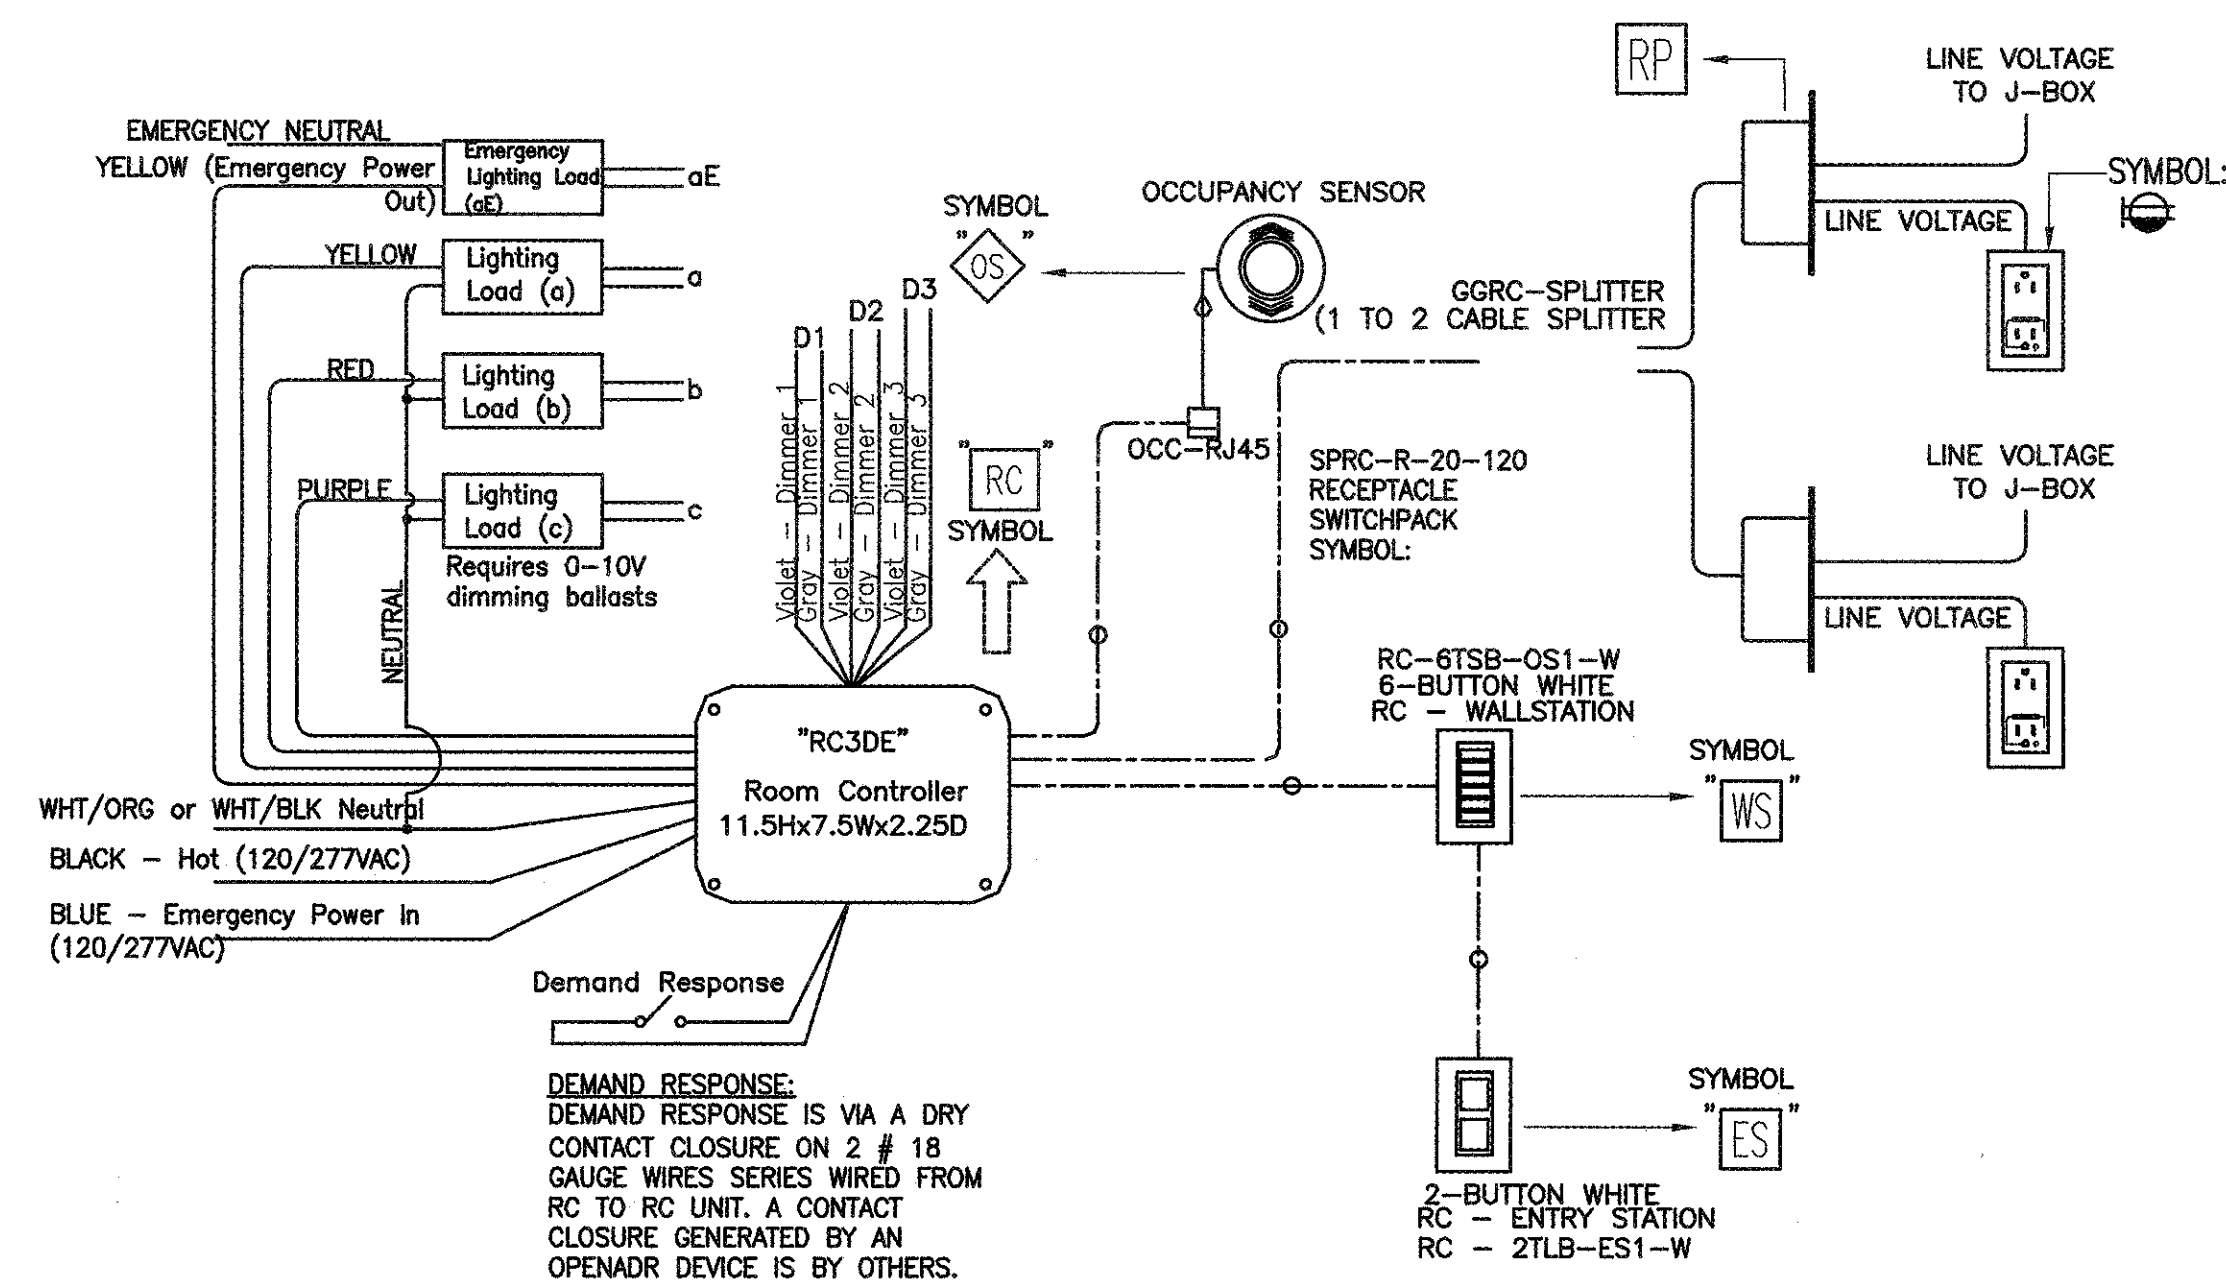 EMERGENCY NEUTRAL
YELLOW (Emergency Power
Out)
Emergency
Lighting Load
(aE)
aE
YELLOW
Lighting
Load (a)
a
RED
Lighting
Load (b)
b
PURPLE
Lighting
Load (c)
c
Requires 0-10V
dimming ballasts
NEUTRAL
WHT/ORG or WHT/BLK Neutral
BLACK - Hot (120/277VAC)
BLUE - Emergency Power In
(120/277VAC)
D1
D2
D3
Violet - Dimmer 1
Gray - Dimmer 1
Violet - Dimmer 2
Gray - Dimmer 2
Violet - Dimmer 3
Gray - Dimmer 3
SYMBOL
" OS "
OCCUPANCY SENSOR
OCC-RJ45
" RC "
SYMBOL
"RC3DE"
Room Controller
11.5Hx7.5Wx2.25D
Demand Response
DEMAND RESPONSE:
DEMAND RESPONSE IS VIA A DRY
CONTACT CLOSURE ON 2 # 18
GAUGE WIRES SERIES WIRED FROM
RC TO RC UNIT. A CONTACT
CLOSURE GENERATED BY AN
OPENADR DEVICE IS BY OTHERS.
GGRC-SPLITTER
(1 TO 2 CABLE SPLITTER
SPRC-R-20-120
RECEPTACLE
SWITCHPACK
SYMBOL:
RP
LINE VOLTAGE
TO J-BOX
SYMBOL:
LINE VOLTAGE
LINE VOLTAGE
TO J-BOX
LINE VOLTAGE
RC-6TSB-OS1-W
6-BUTTON WHITE
RC - WALLSTATION
SYMBOL
" WS "
SYMBOL
" ES "
2-BUTTON WHITE
RC - ENTRY STATION
RC - 2TLB-ES1-W